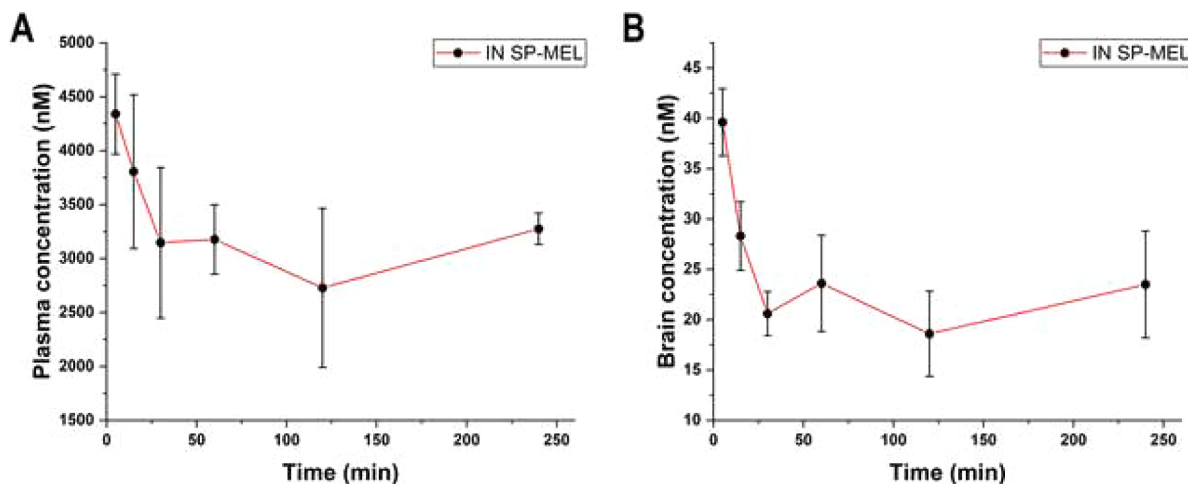 A
IN SP-MEL
Plasma concentration (nM)
5000
4500
4000
3500
3000
2500
2000
1500
0 50 100 150 200 250
Time (min)
B
IN SP-MEL
Brain concentration (nM)
45
40
35
30
25
20
15
10
0 50 100 150 200 250
Time (min)